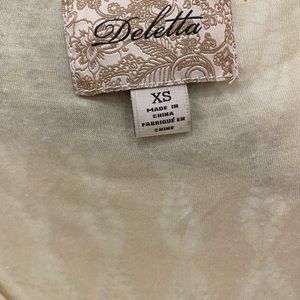 Deletta
XS
MADE IN
CHINA
FABRIQUÉ EN
CHINE